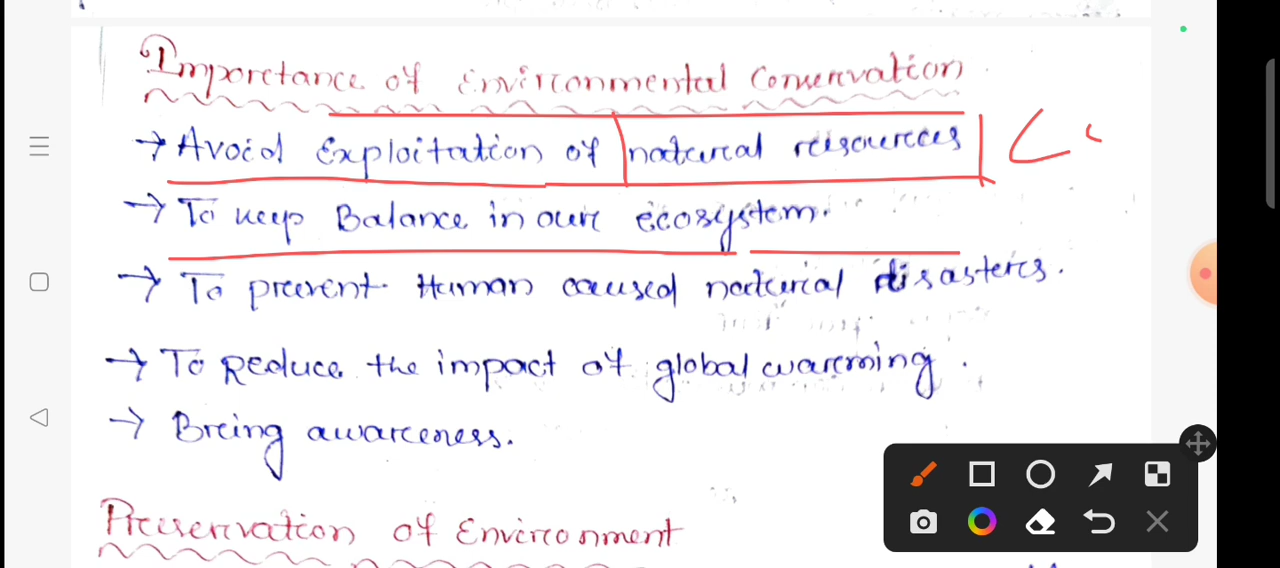 Importance of Environmental Conservation
→ Avoid Exploitation of natural resources
→ To keep Balance in our ecosystem.
→ To prevent Human caused natural disasters.
→ To Reduce the impact of global warming.
→ Bring awareness.
Preservation of Environment